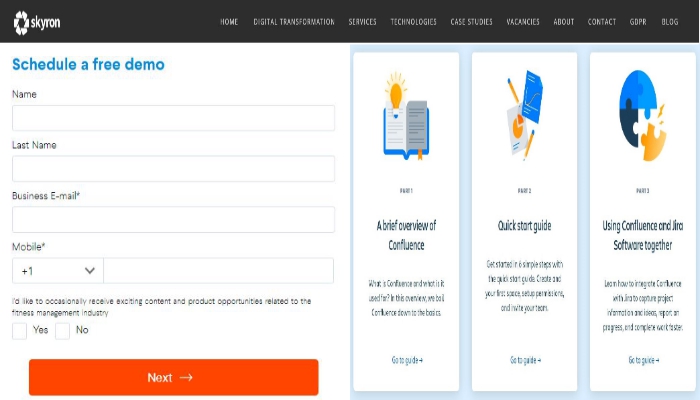 skyron
HOME DIGITAL TRANSFORMATION SERVICES TECHNOLOGIES CASE STUDIES VACANCIES ABOUT CONTACT GDPR BLOG
Schedule a free demo
Name
Last Name
Business E-mail*
Mobile*
+1
I'd like to occasionally receive exciting content and product opportunities related to the
fitness management industry
Yes No
Next →
PART 1
A brief overview of
Confluence
What is Confluence and what is it
used for? In this overview, we boil
Confluence down to the basics.
Go to guide →
PART 2
Quick start guide
Get started in 6 simple steps with
the quick start guide. Create and
your first space, setup permissions,
and invite your team.
Go to guide →
PART 3
Using Confluence and Jira
Software together
Learn how to integrate Confluence
with Jira to capture project
information and ideas, report on
progress, and complete work faster.
Go to guide →